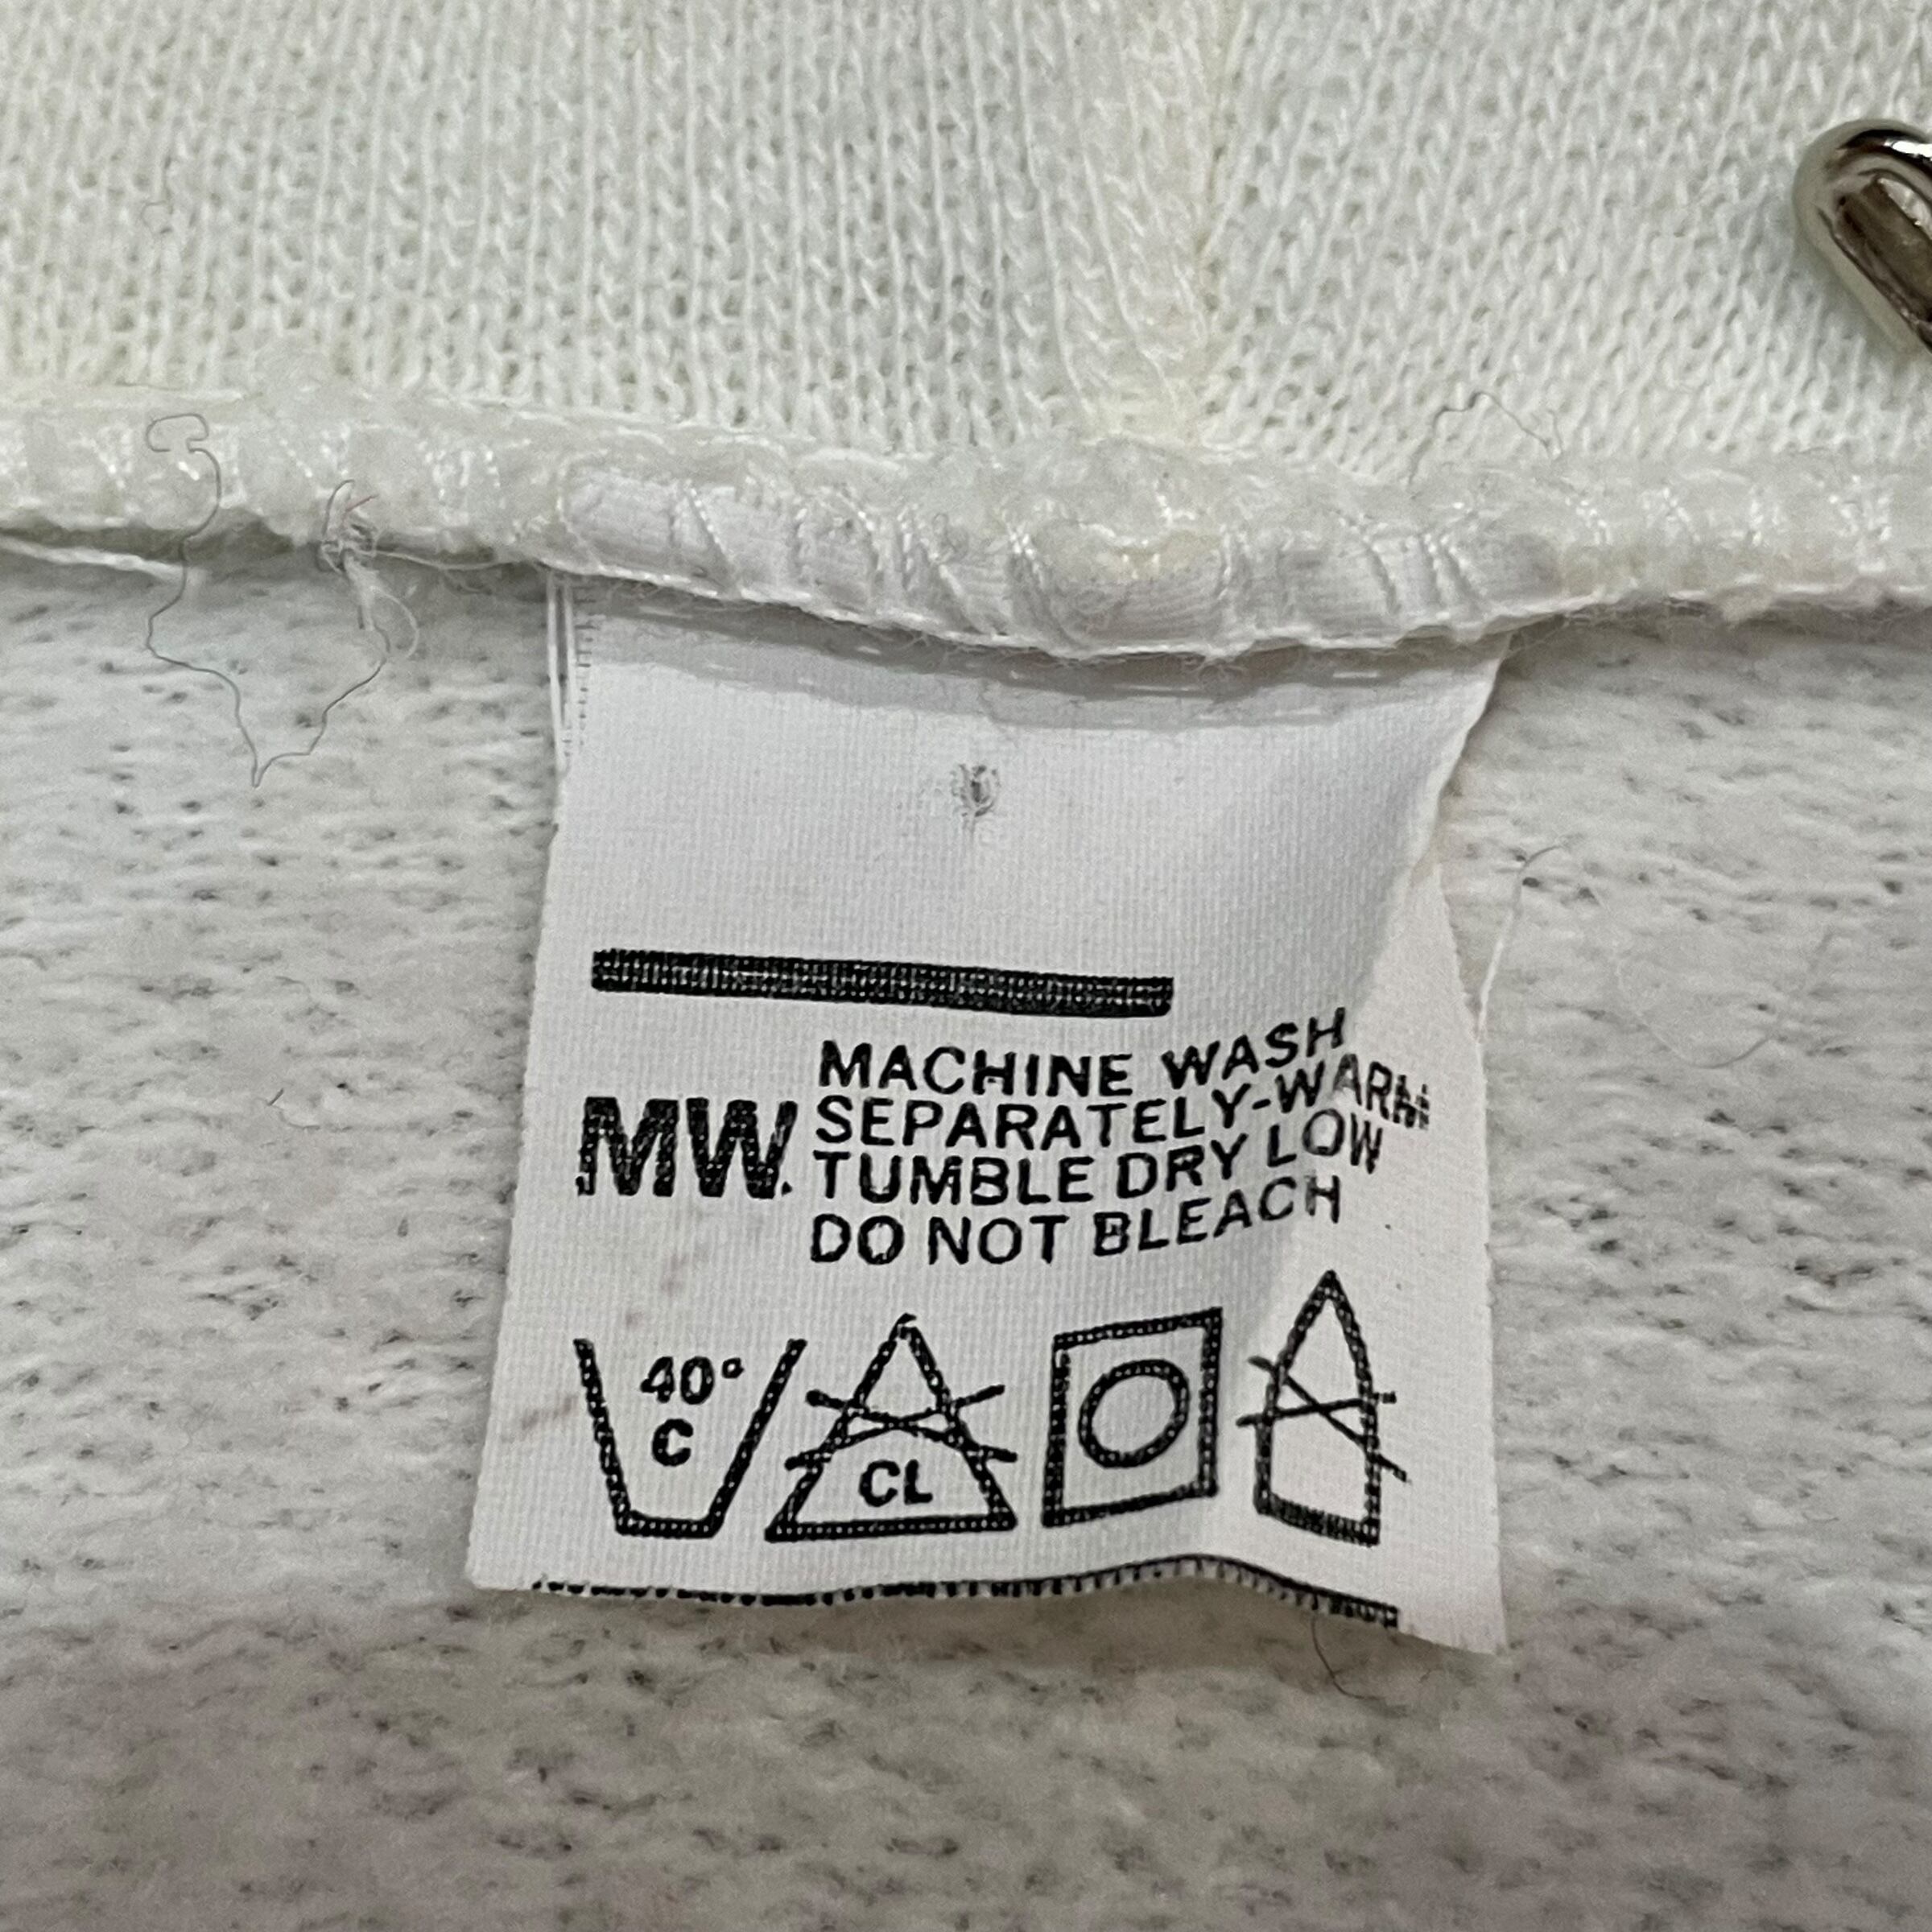 MACHINE WASH
MW. SEPARATELY-WARM
TUMBLE DRY LOW
DO NOT BLEACH
40°
C
CL